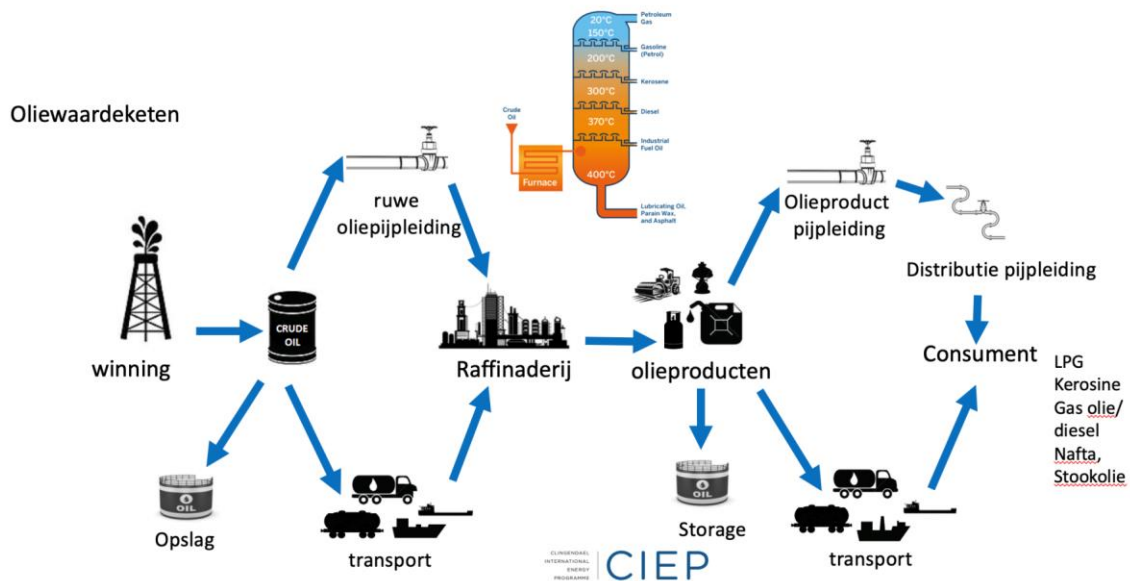 Oliewaardeketen
20°C
150°C
200°C
300°C
370°C
400°C
Petroleum
Gas
Gasoline
(Petrol)
Kerosene
Diesel
Industrial
Fuel Oil
Lubricating Oil,
Parain Wax,
and Asphalt
Crude
Oil
Furnace
ruwe
oliepijpleiding
Olieproduct
pijpleiding
Distributie pijpleiding
winning
CRUDE
OIL
Raffinaderij
olieproducten
Consument
LPG
Kerosine
Gas olie/
diesel
Nafta,
Stookolie
OIL
Opslag
transport
OIL
Storage
transport
CLINGENDAEL
INTERNATIONAL
ENERGY
PROGRAMME
CIEP